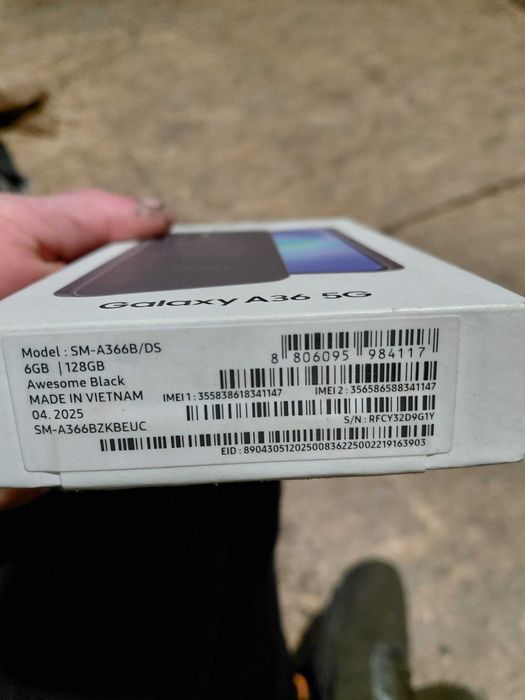 Galaxy A36 5G
Model : SM-A366B/DS
6GB | 128GB
Awesome Black
MADE IN VIETNAM
04. 2025
SM-A366BZKBEUC
8 806095 984117
IMEI 1 : 355838618341147
IMEI 2 : 356586588341147
S/N : RFCY32D9G1Y
EID : 89043051202500836225002219163903